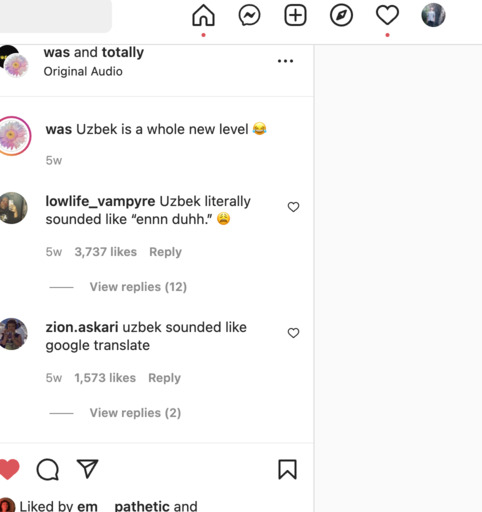 was and totally
Original Audio
was Uzbek is a whole new level 😂
5w
lowlife_vampyre Uzbek literally
sounded like “ennn duhh.” 😩
5w 3,737 likes Reply
View replies (12)
zion.askari uzbek sounded like
google translate
5w 1,573 likes Reply
View replies (2)
Liked by em__pathetic and